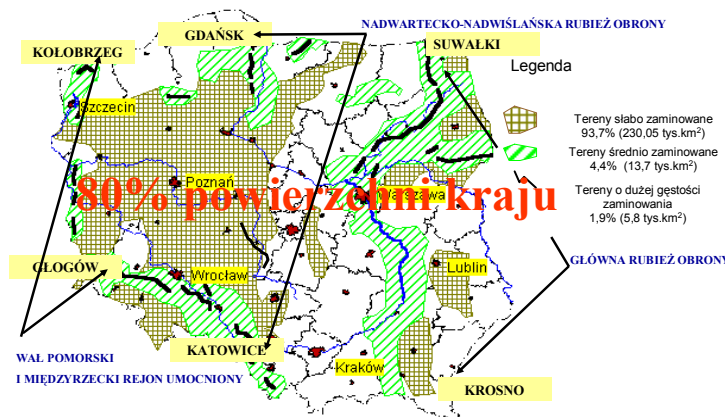 NADWARTECKO-NADWIŚLAŃSKA RUBIEŻ OBRONY
GDAŃSK
KOŁOBRZEG
SUWAŁKI
Legenda
Szczecin
Tereny słabo zaminowane
93,7% (230,05 tys.km²)
Tereny średnio zaminowane
4,4% (13,7 tys.km²)
Tereny o dużej gęstości
zaminowania
1,9% (5,8 tys.km²)
Poznań
Warszawa
80% powierzchni kraju
GŁOGÓW
Wrocław
Lublin
GŁÓWNA RUBIEŻ OBRONY
KATOWICE
WAŁ POMORSKI
I MIĘDZYRZECKI REJON UMOCNIONY
Kraków
KROSNO